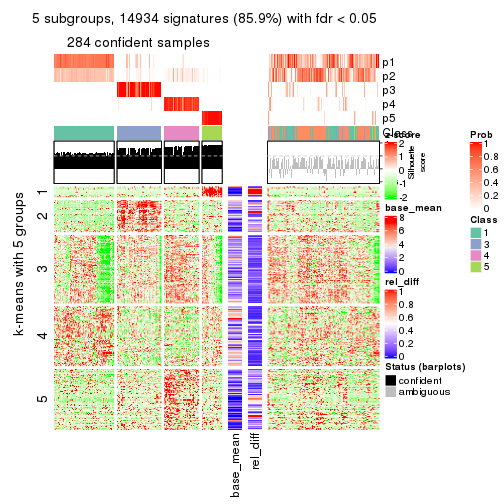 5 subgroups, 14934 signatures (85.9%) with fdr < 0.05
284 confident samples
p1
p2
p3
p4
p5
Class
Silhouette
score
1
2
3
4
5
k-means with 5 groups
base_mean
rel_diff
z-score
2
1
0
-1
-2
base_mean
8
6
4
2
0
rel_diff
1
0.8
0.6
0.4
0.2
0
Status (barplots)
confident
ambiguous
Prob
1
0.8
0.6
0.4
0.2
0
Class
1
3
4
5